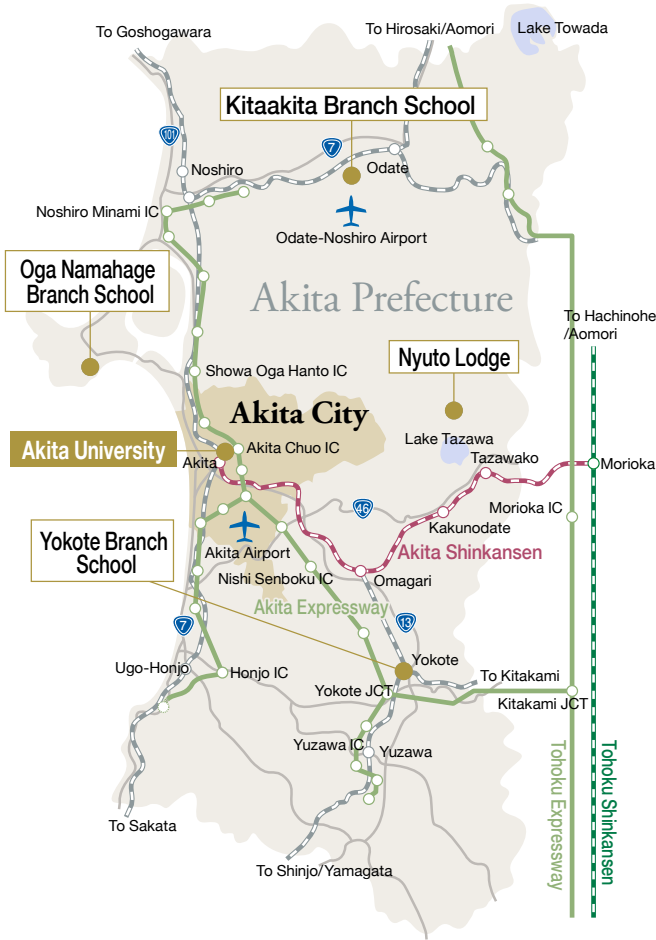 To Goshogawara
To Hirosaki/Aomori
Lake Towada
Kitaakita Branch School
101
7
Noshiro
Odate
Noshiro Minami IC
Odate-Noshiro Airport
Oga Namahage
Branch School
Akita Prefecture
To Hachinohe
/Aomori
Nyuto Lodge
Showa Oga Hanto IC
Akita City
Akita University
Akita Chuo IC
Lake Tazawa
Akita
Tazawako
Morioka
46
Morioka IC
Kakunodate
Yokote Branch
School
Akita Airport
Akita Shinkansen
Nishi Senboku IC
Omagari
Akita Expressway
7
13
Ugo-Honjo
Honjo IC
Yokote
To Kitakami
Yokote JCT
Kitakami JCT
Yuzawa IC
Yuzawa
Tohoku Expressway
Tohoku Shinkansen
To Sakata
To Shinjo/Yamagata